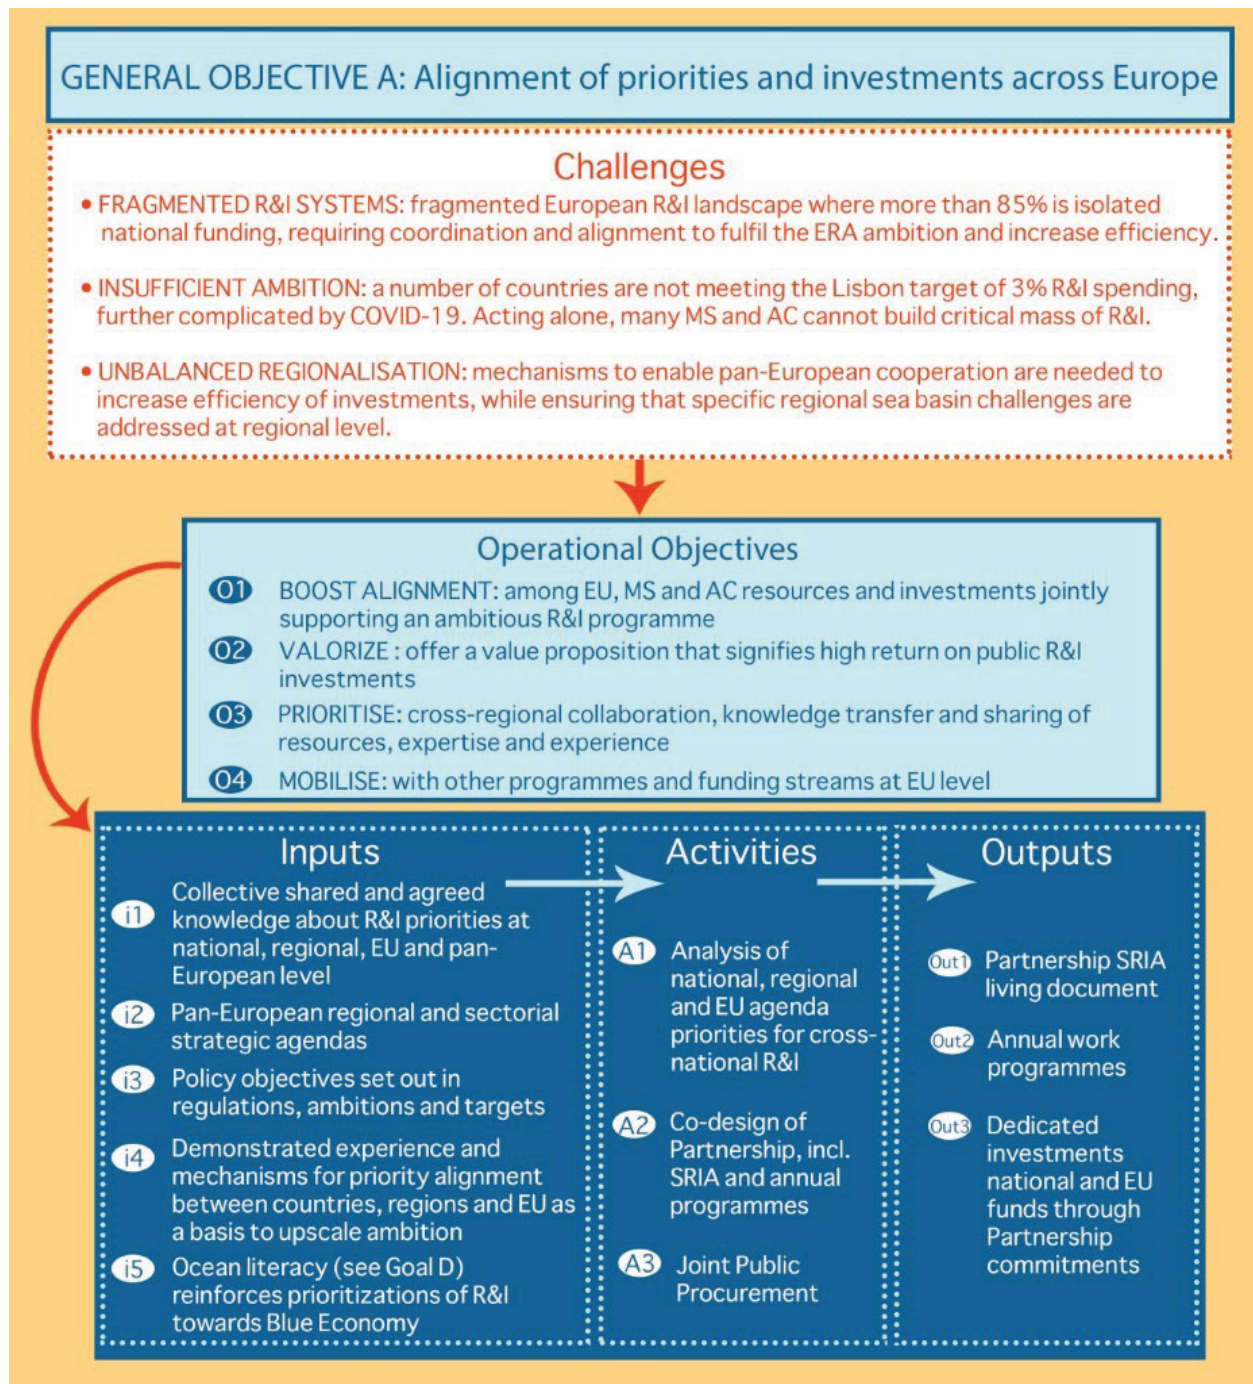 GENERAL OBJECTIVE A: Alignment of priorities and investments across Europe
Challenges
• FRAGMENTED R&I SYSTEMS: fragmented European R&I landscape where more than 85% is isolated
national funding, requiring coordination and alignment to fulfil the ERA ambition and increase efficiency.
• INSUFFICIENT AMBITION: a number of countries are not meeting the Lisbon target of 3% R&I spending,
further complicated by COVID-19. Acting alone, many MS and AC cannot build critical mass of R&I.
• UNBALANCED REGIONALISATION: mechanisms to enable pan-European cooperation are needed to
increase efficiency of investments, while ensuring that specific regional sea basin challenges are
addressed at regional level.
Operational Objectives
O1 BOOST ALIGNMENT: among EU, MS and AC resources and investments jointly
supporting an ambitious R&I programme
O2 VALORIZE : offer a value proposition that signifies high return on public R&I
investments
O3 PRIORITISE: cross-regional collaboration, knowledge transfer and sharing of
resources, expertise and experience
O4 MOBILISE: with other programmes and funding streams at EU level
Inputs
i1 Collective shared and agreed
knowledge about R&I priorities at
national, regional, EU and pan-
European level
i2 Pan-European regional and sectorial
strategic agendas
i3 Policy objectives set out in
regulations, ambitions and targets
i4 Demonstrated experience and
mechanisms for priority alignment
between countries, regions and EU as
a basis to upscale ambition
i5 Ocean literacy (see Goal D)
reinforces prioritizations of R&I
towards Blue Economy
Activities
A1 Analysis of
national, regional
and EU agenda
priorities for cross-
national R&I
A2 Co-design of
Partnership, incl.
SRIA and annual
programmes
A3 Joint Public
Procurement
Outputs
Out1 Partnership SRIA
living document
Out2 Annual work
programmes
Out3 Dedicated
investments
national and EU
funds through
Partnership
commitments